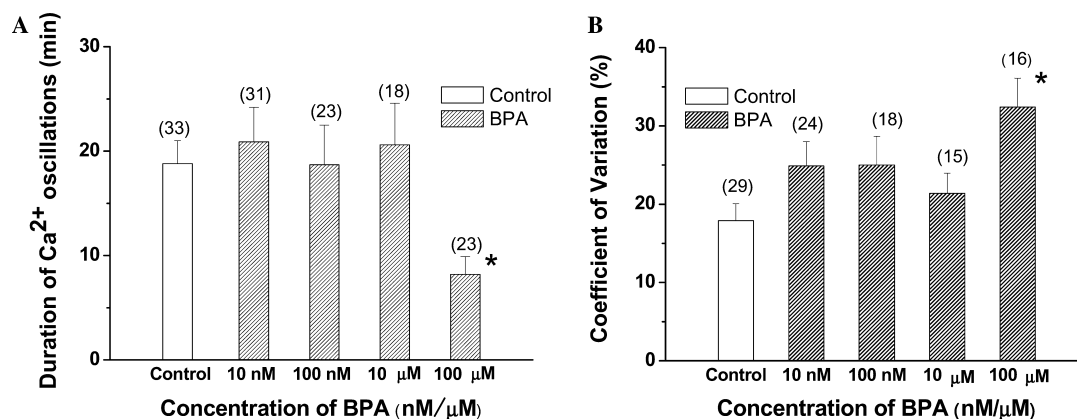 A
Duration of Ca2+ oscillations (min)
30
20
10
0
(33)
(31)
(23)
(18)
(23)
*
Control
BPA
Control
10 nM
100 nM
10 μM
100 μM
Concentration of BPA (nM/μM)
B
Coefficient of Variation (%)
40
30
20
10
0
(29)
(24)
(18)
(15)
(16)
*
Control
BPA
Control
10 nM
100 nM
10 μM
100 μM
Concentration of BPA (nM/μM)